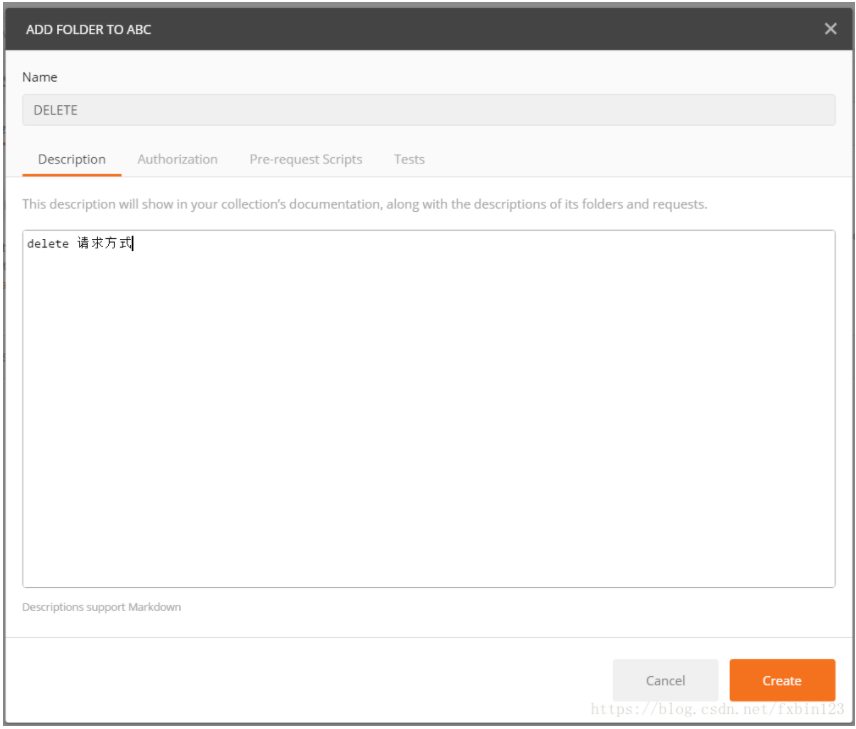 ADD FOLDER TO ABC
Name
DELETE
Description Authorization Pre-request Scripts Tests
This description will show in your collection's documentation, along with the descriptions of its folders and requests.
delete 请求方式
Descriptions support Markdown
Cancel Create
https://blog.csdn.net/fxbin123